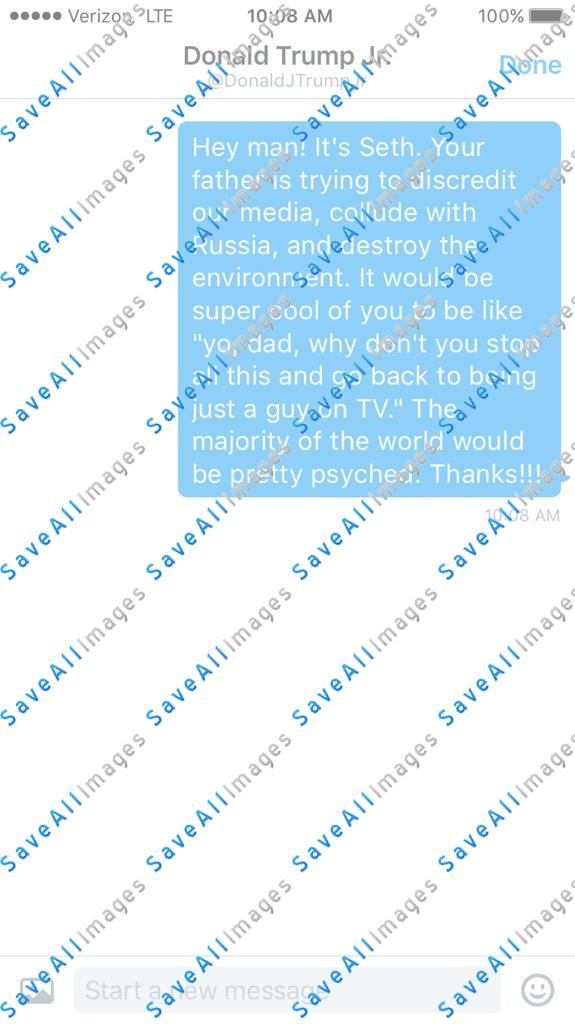 Verizon LTE 10:08 AM 100%
Donald Trump Jr.
Done
@DonaldJTrumpJr
Hey man! It's Seth. Your
father is trying to discredit
our media, collude with
Russia, and destroy the
environment. It would be
super cool of you to be like
"yo dad, why don't you stop
all this and go back to being
just a guy on TV." The
majority of the world would
be pretty psyched. Thanks!!!
10:08 AM
Start a new message
SaveAllImages SaveAllImages SaveAllImages SaveAllImages
SaveAllImages SaveAllImages SaveAllImages SaveAllImages
SaveAllImages SaveAllImages SaveAllImages SaveAllImages
SaveAllImages SaveAllImages SaveAllImages SaveAllImages
SaveAllImages SaveAllImages SaveAllImages SaveAllImages
SaveAllImages SaveAllImages SaveAllImages SaveAllImages
SaveAllImages SaveAllImages SaveAllImages SaveAllImages